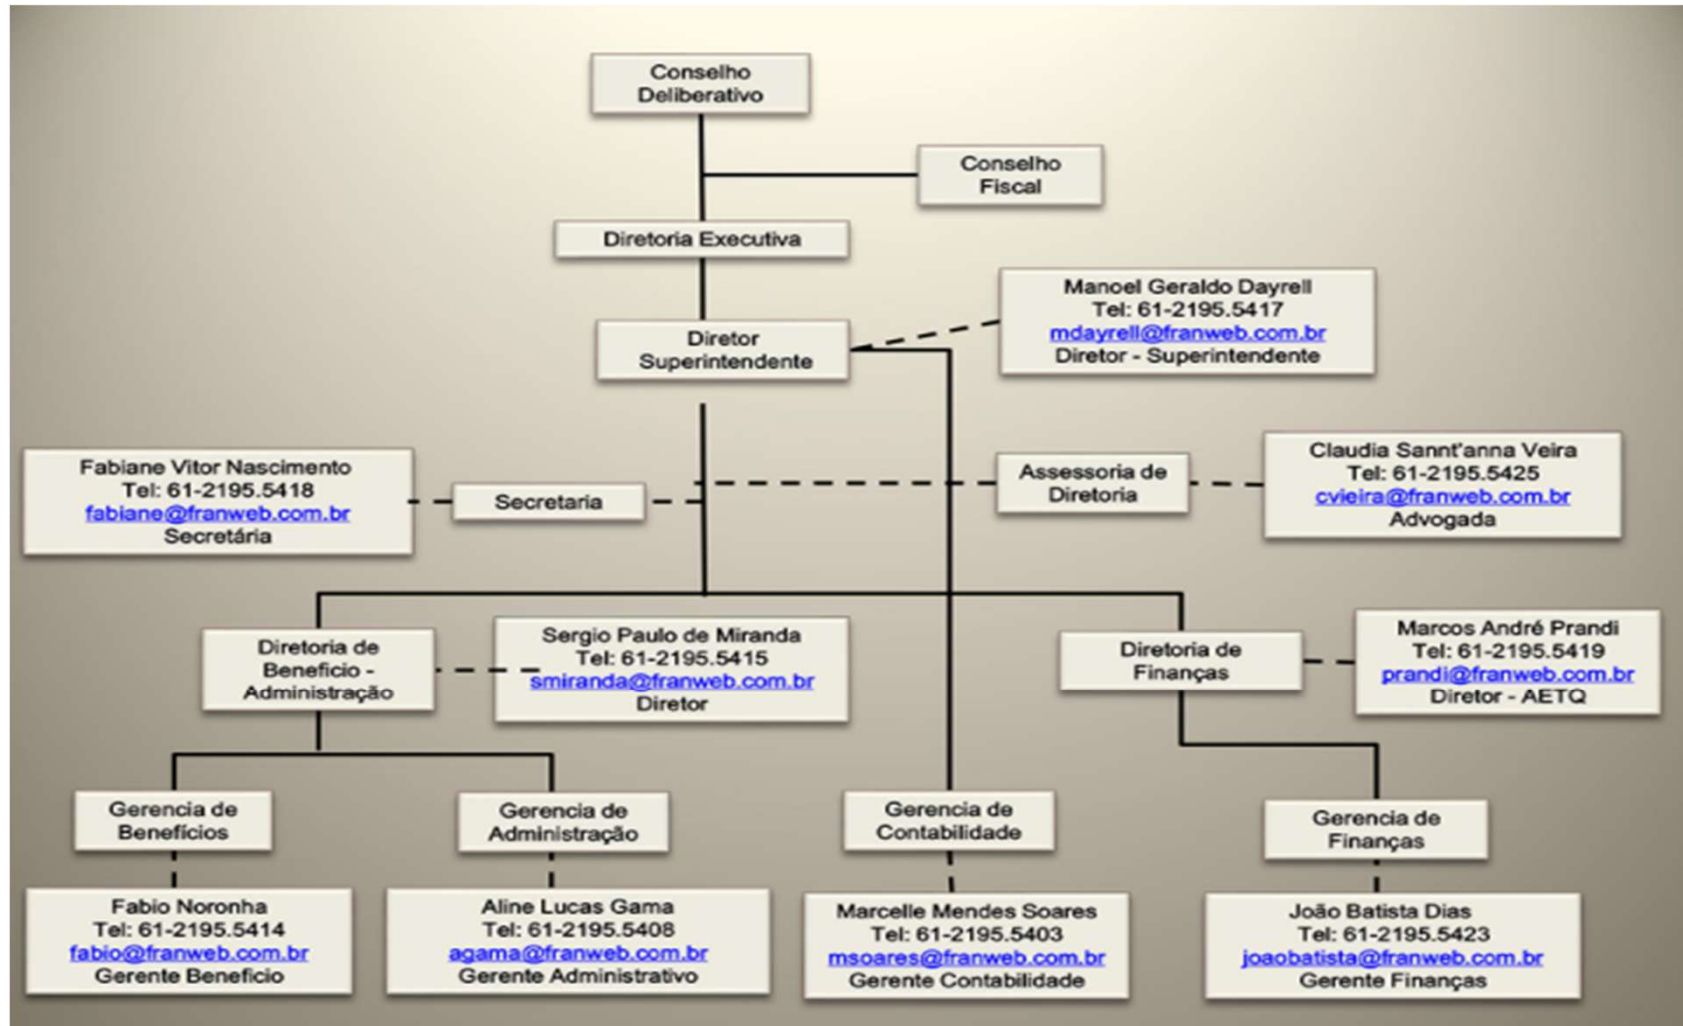 Conselho
Deliberativo
Conselho
Fiscal
Diretoria Executiva
Manoel Geraldo Dayrell
Tel: 61-2195.5417
mdayrell@franweb.com.br
Diretor - Superintendente
Diretor
Superintendente
Fabiane Vitor Nascimento
Tel: 61-2195.5418
fabiane@franweb.com.br
Secretária
Secretaria
Assessoria de
Diretoria
Claudia Sannt'anna Veira
Tel: 61-2195.5425
cvieira@franweb.com.br
Advogada
Diretoria de
Beneficio -
Administração
Sergio Paulo de Miranda
Tel: 61-2195.5415
smiranda@franweb.com.br
Diretor
Diretoria de
Finanças
Marcos André Prandi
Tel: 61-2195.5419
prandi@franweb.com.br
Diretor - AETQ
Gerencia de
Benefícios
Gerencia de
Administração
Gerencia de
Contabilidade
Gerencia de
Finanças
Fabio Noronha
Tel: 61-2195.5414
fabio@franweb.com.br
Gerente Beneficio
Aline Lucas Gama
Tel: 61-2195.5408
agama@franweb.com.br
Gerente Administrativo
Marcelle Mendes Soares
Tel: 61-2195.5403
msoares@franweb.com.br
Gerente Contabilidade
João Batista Dias
Tel: 61-2195.5423
joaobatista@franweb.com.br
Gerente Finanças